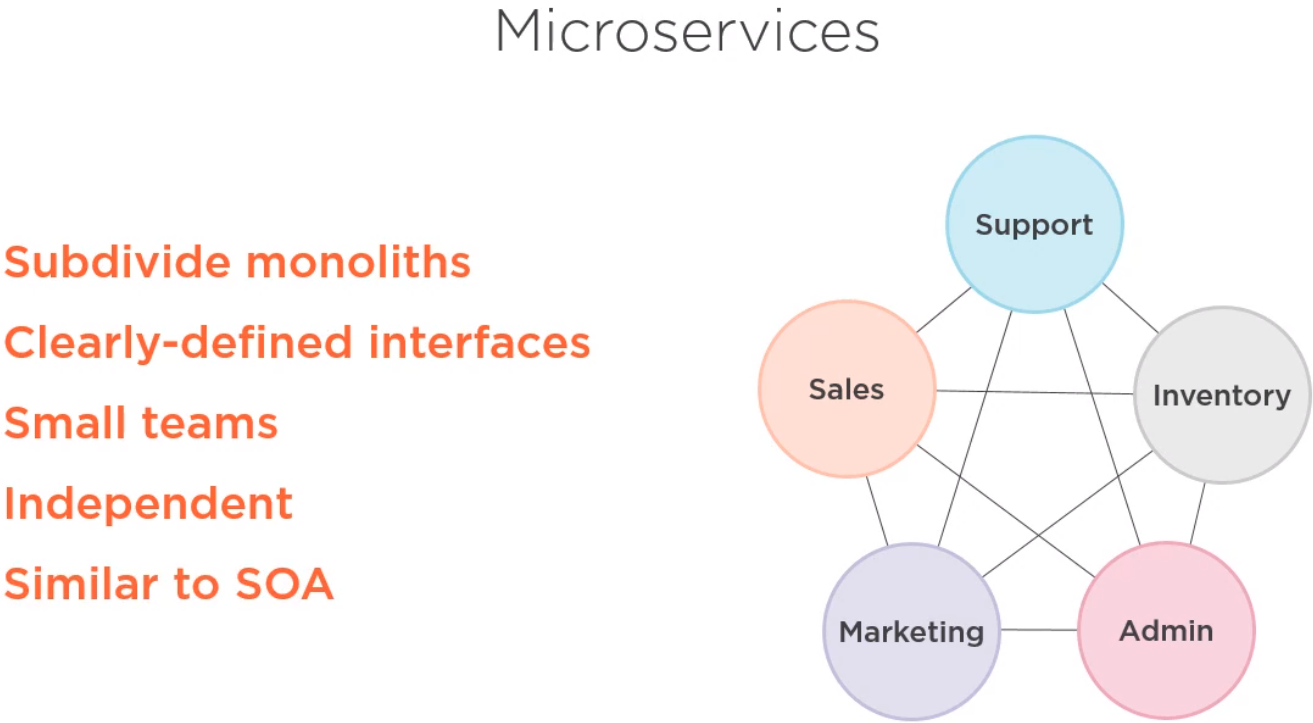 Microservices
Subdivide monoliths
Clearly-defined interfaces
Small teams
Independent
Similar to SOA
Support
Sales
Inventory
Marketing
Admin